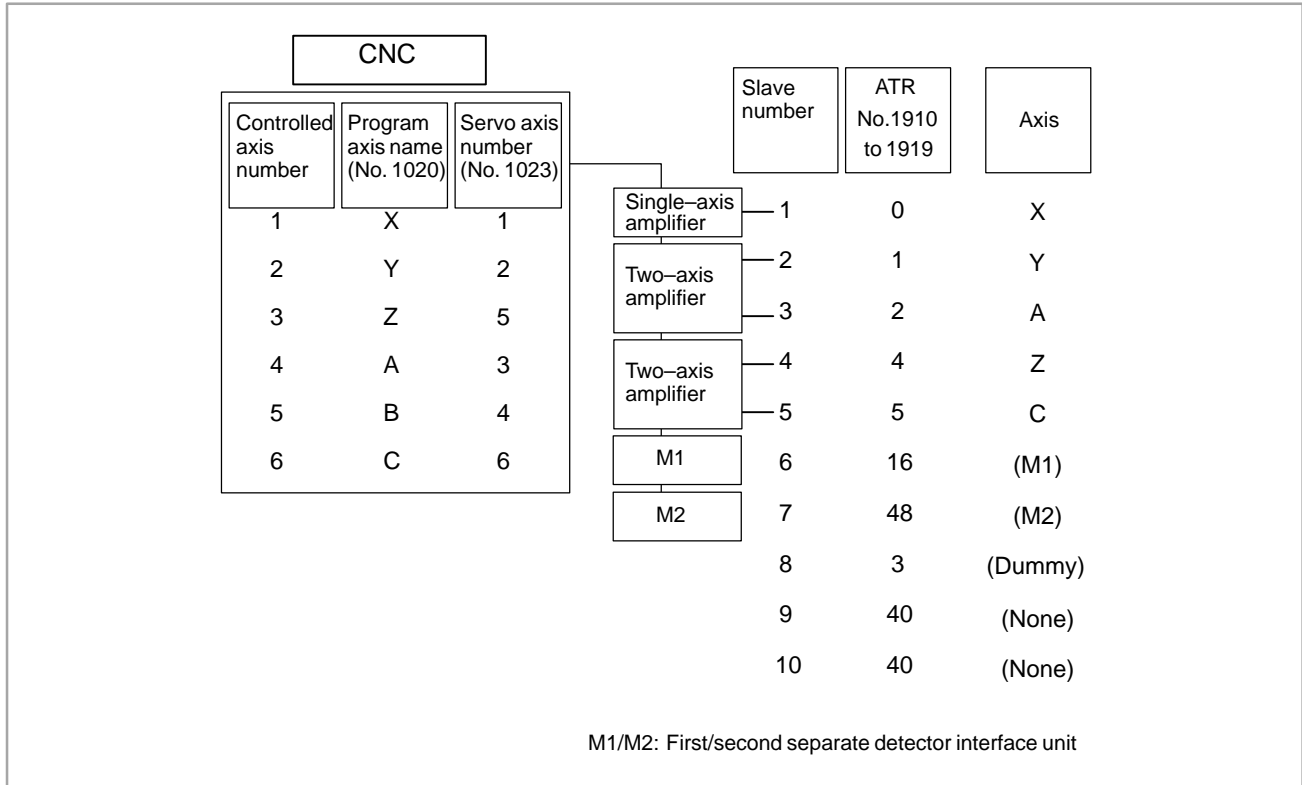 CNC
Controlled axis number
Program axis name (No. 1020)
Servo axis number (No. 1023)
1 X 1
2 Y 2
3 Z 5
4 A 3
5 B 4
6 C 6
Single–axis amplifier
Two–axis amplifier
Two–axis amplifier
M1
M2
Slave number
ATR No.1910 to 1919
Axis
1 0 X
2 1 Y
3 2 A
4 4 Z
5 5 C
6 16 (M1)
7 48 (M2)
8 3 (Dummy)
9 40 (None)
10 40 (None)
M1/M2: First/second separate detector interface unit